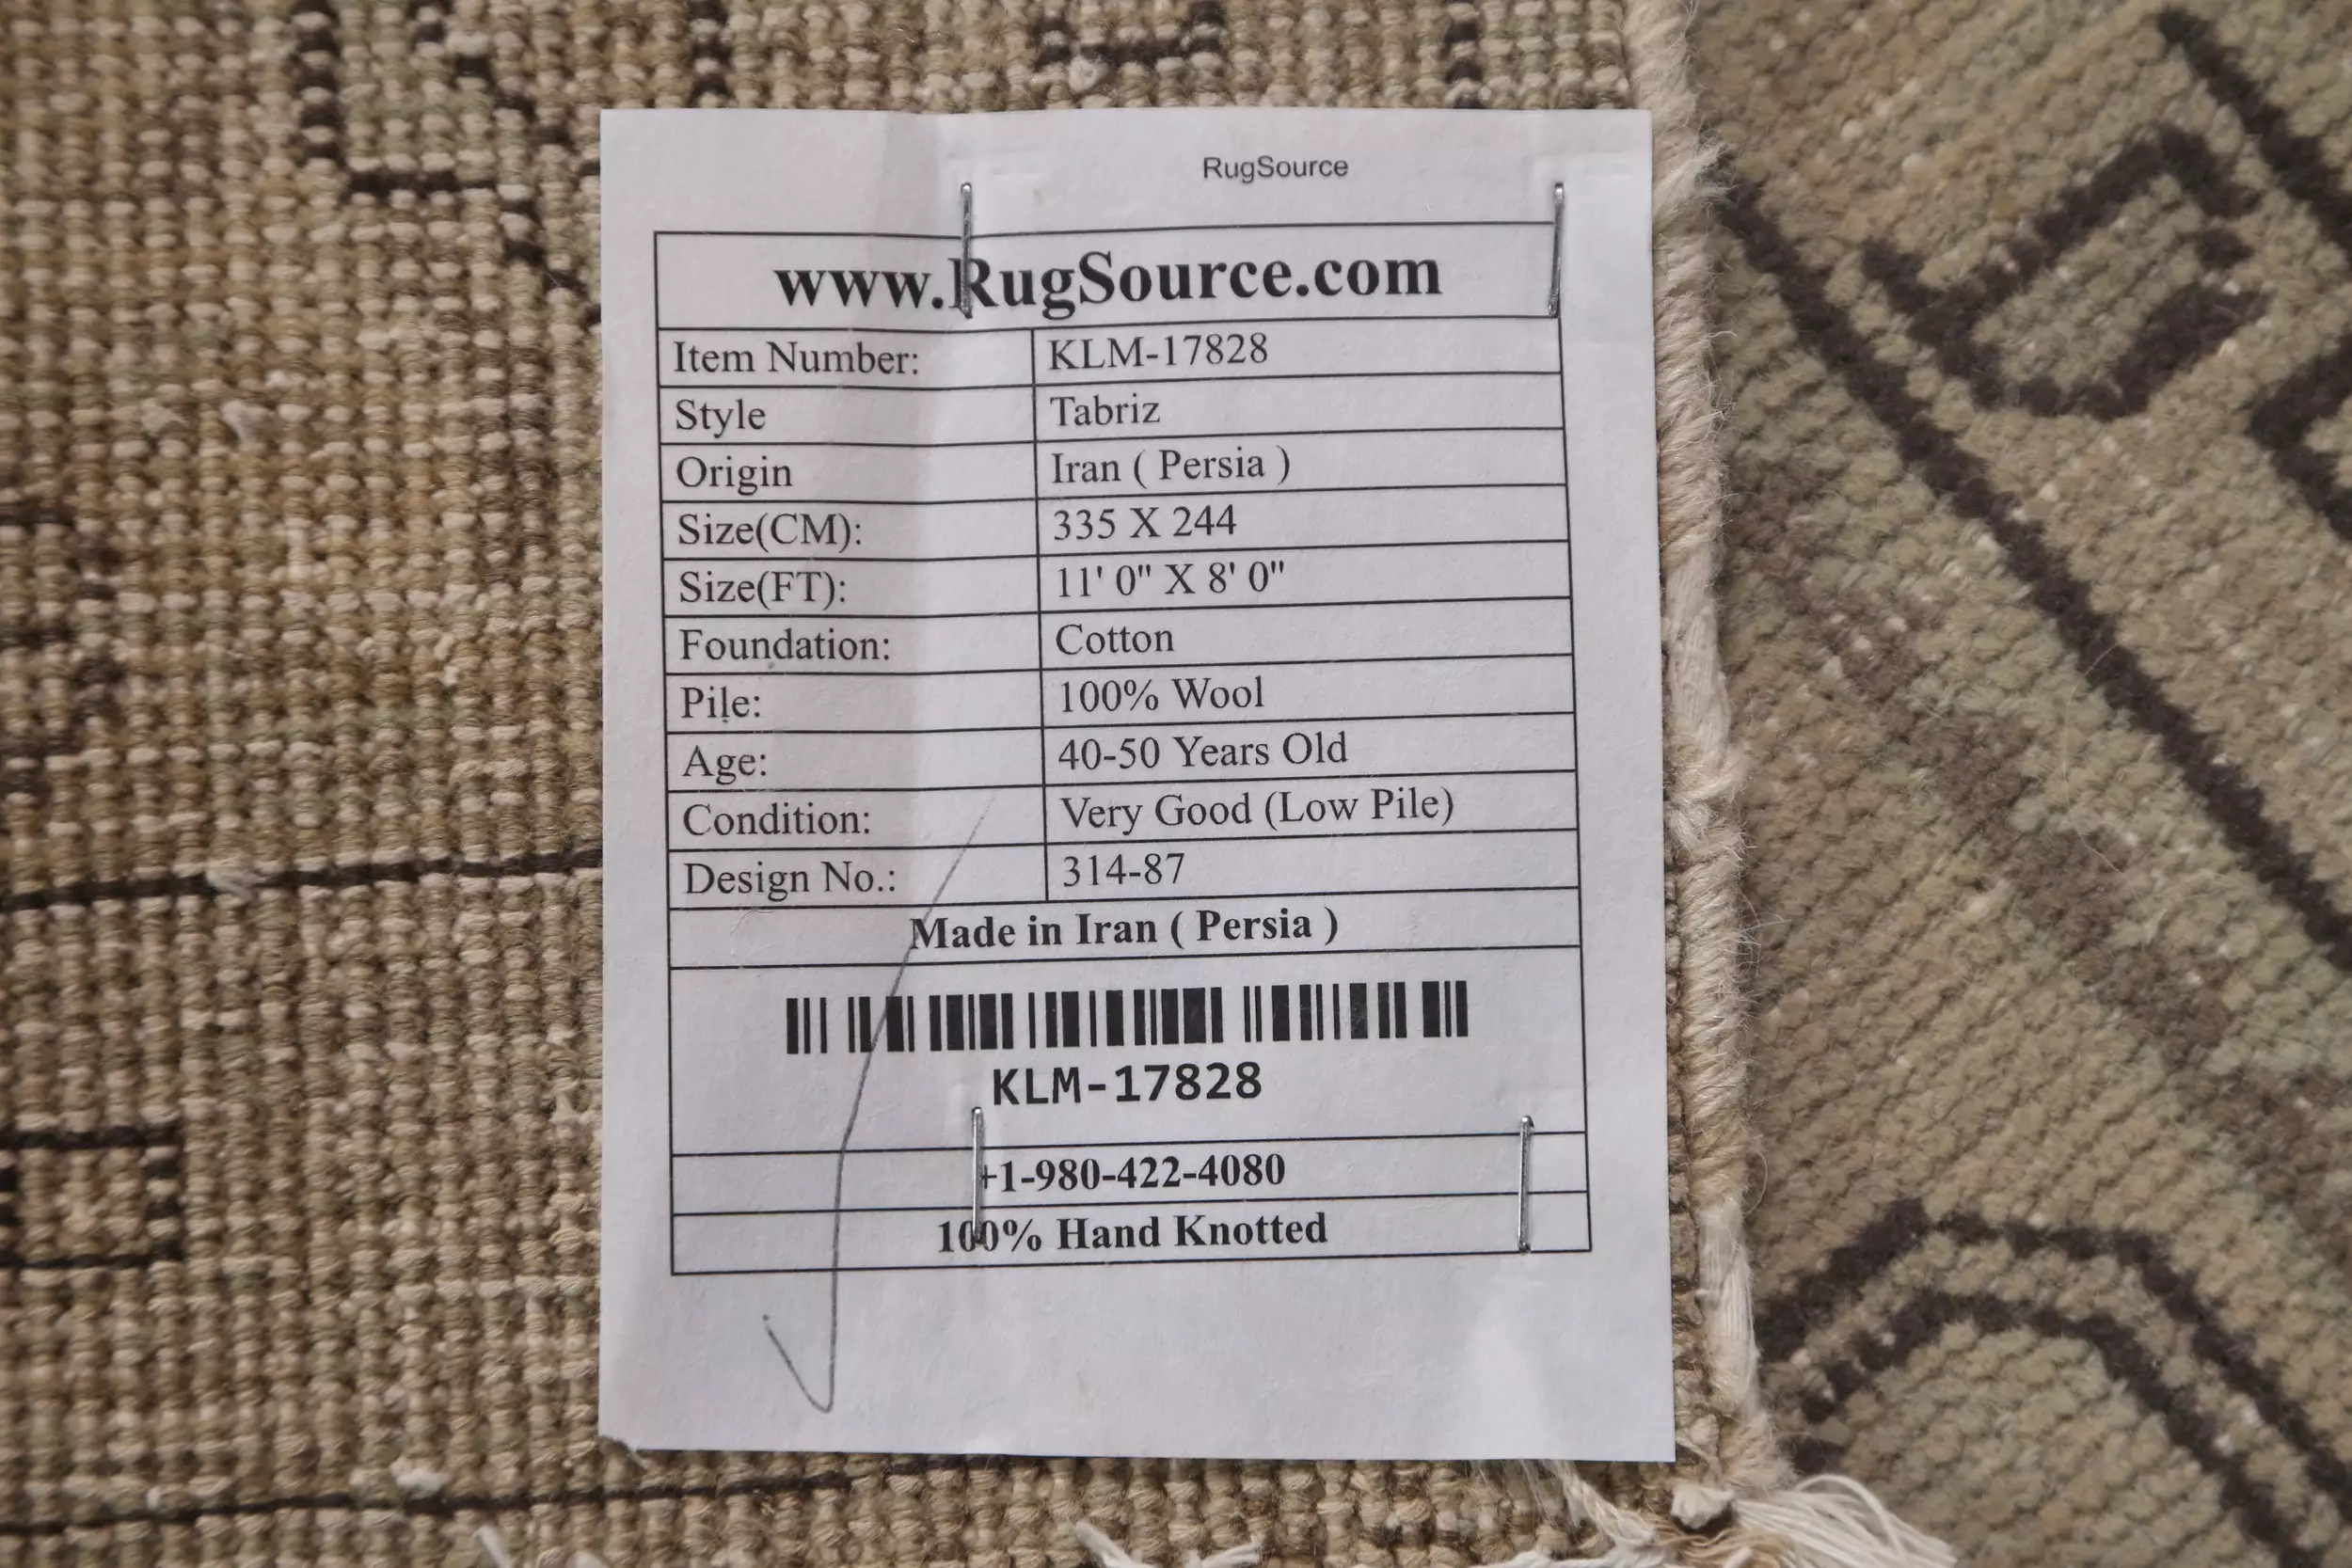 RugSource
www.RugSource.com
Item Number: KLM-17828
Style Tabriz
Origin Iran ( Persia )
Size(CM): 335 X 244
Size(FT): 11' 0" X 8' 0"
Foundation: Cotton
Pile: 100% Wool
Age: 40-50 Years Old
Condition: Very Good (Low Pile)
Design No.: 314-87
Made in Iran ( Persia )
KLM-17828
+1-980-422-4080
100% Hand Knotted